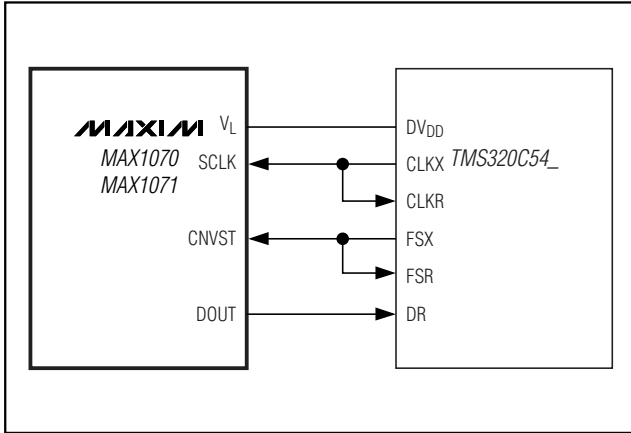 MAXIM
MAX1070
MAX1071
VL
SCLK
CNVST
DOUT
DVDD
CLKX
TMS320C54_
CLKR
FSX
FSR
DR